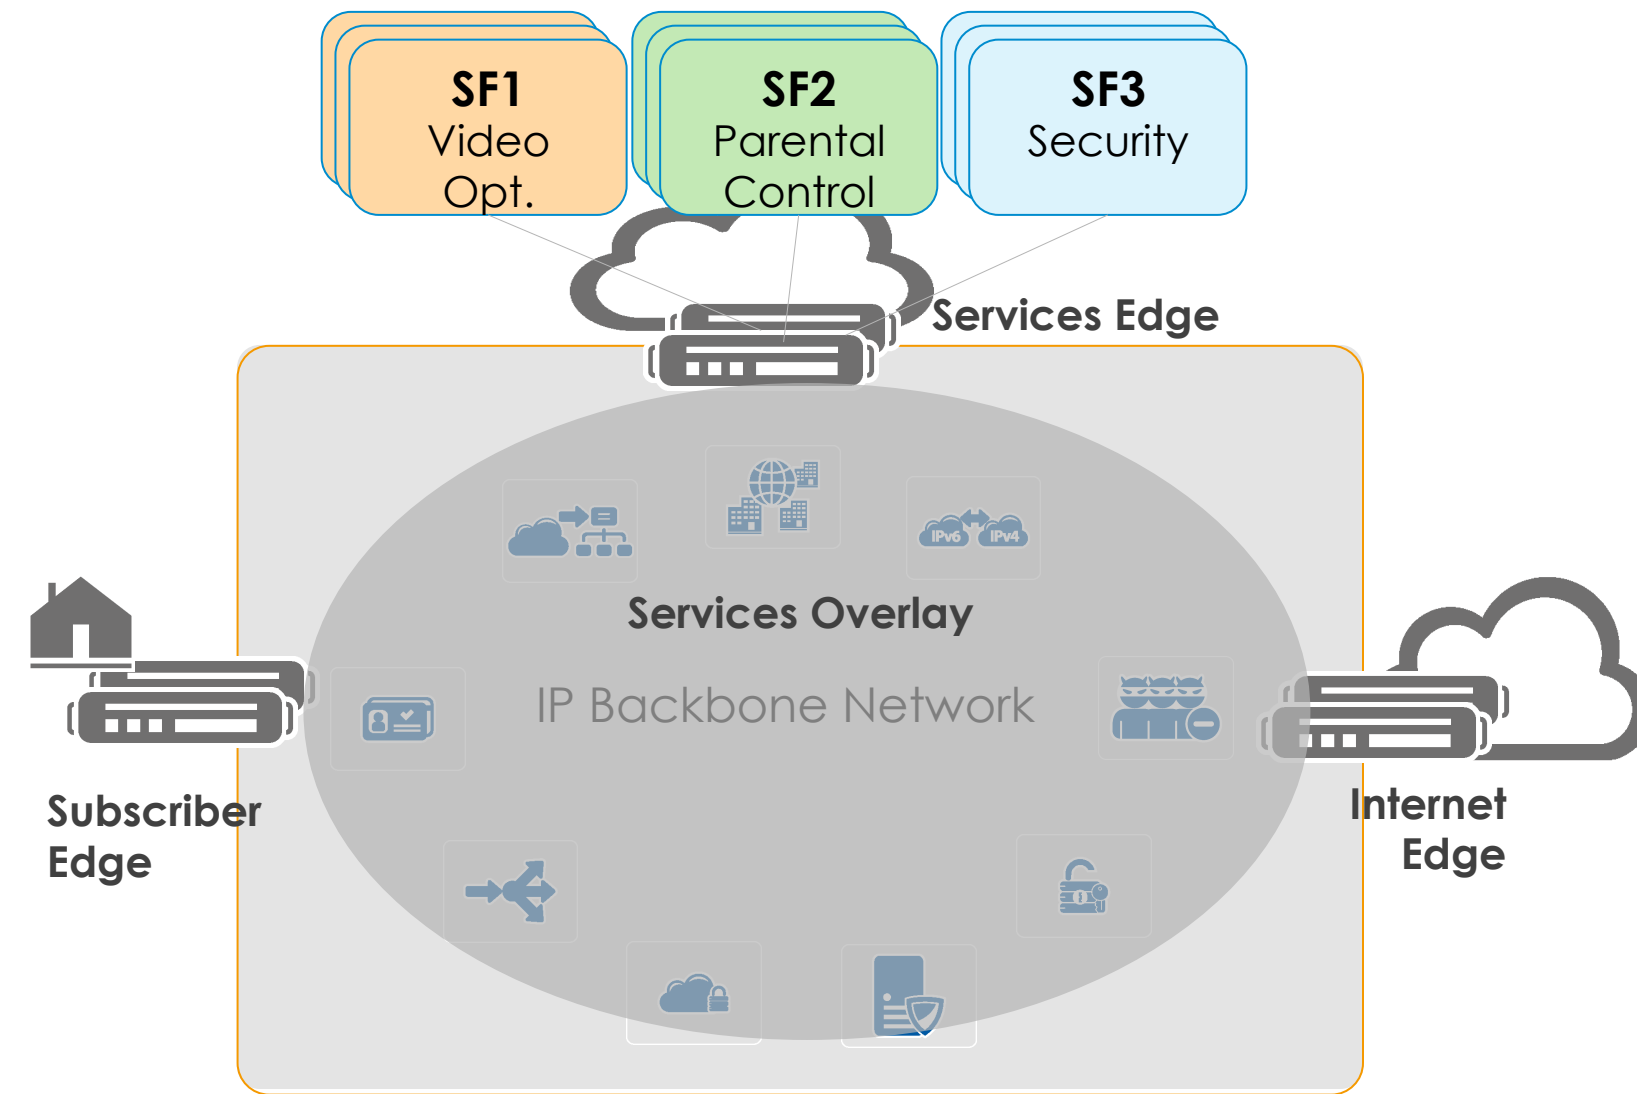 SF1
Video
Opt.
SF2
Parental
Control
SF3
Security
Services Edge
IPv6 IPv4
Services Overlay
IP Backbone Network
Subscriber
Edge
Internet
Edge